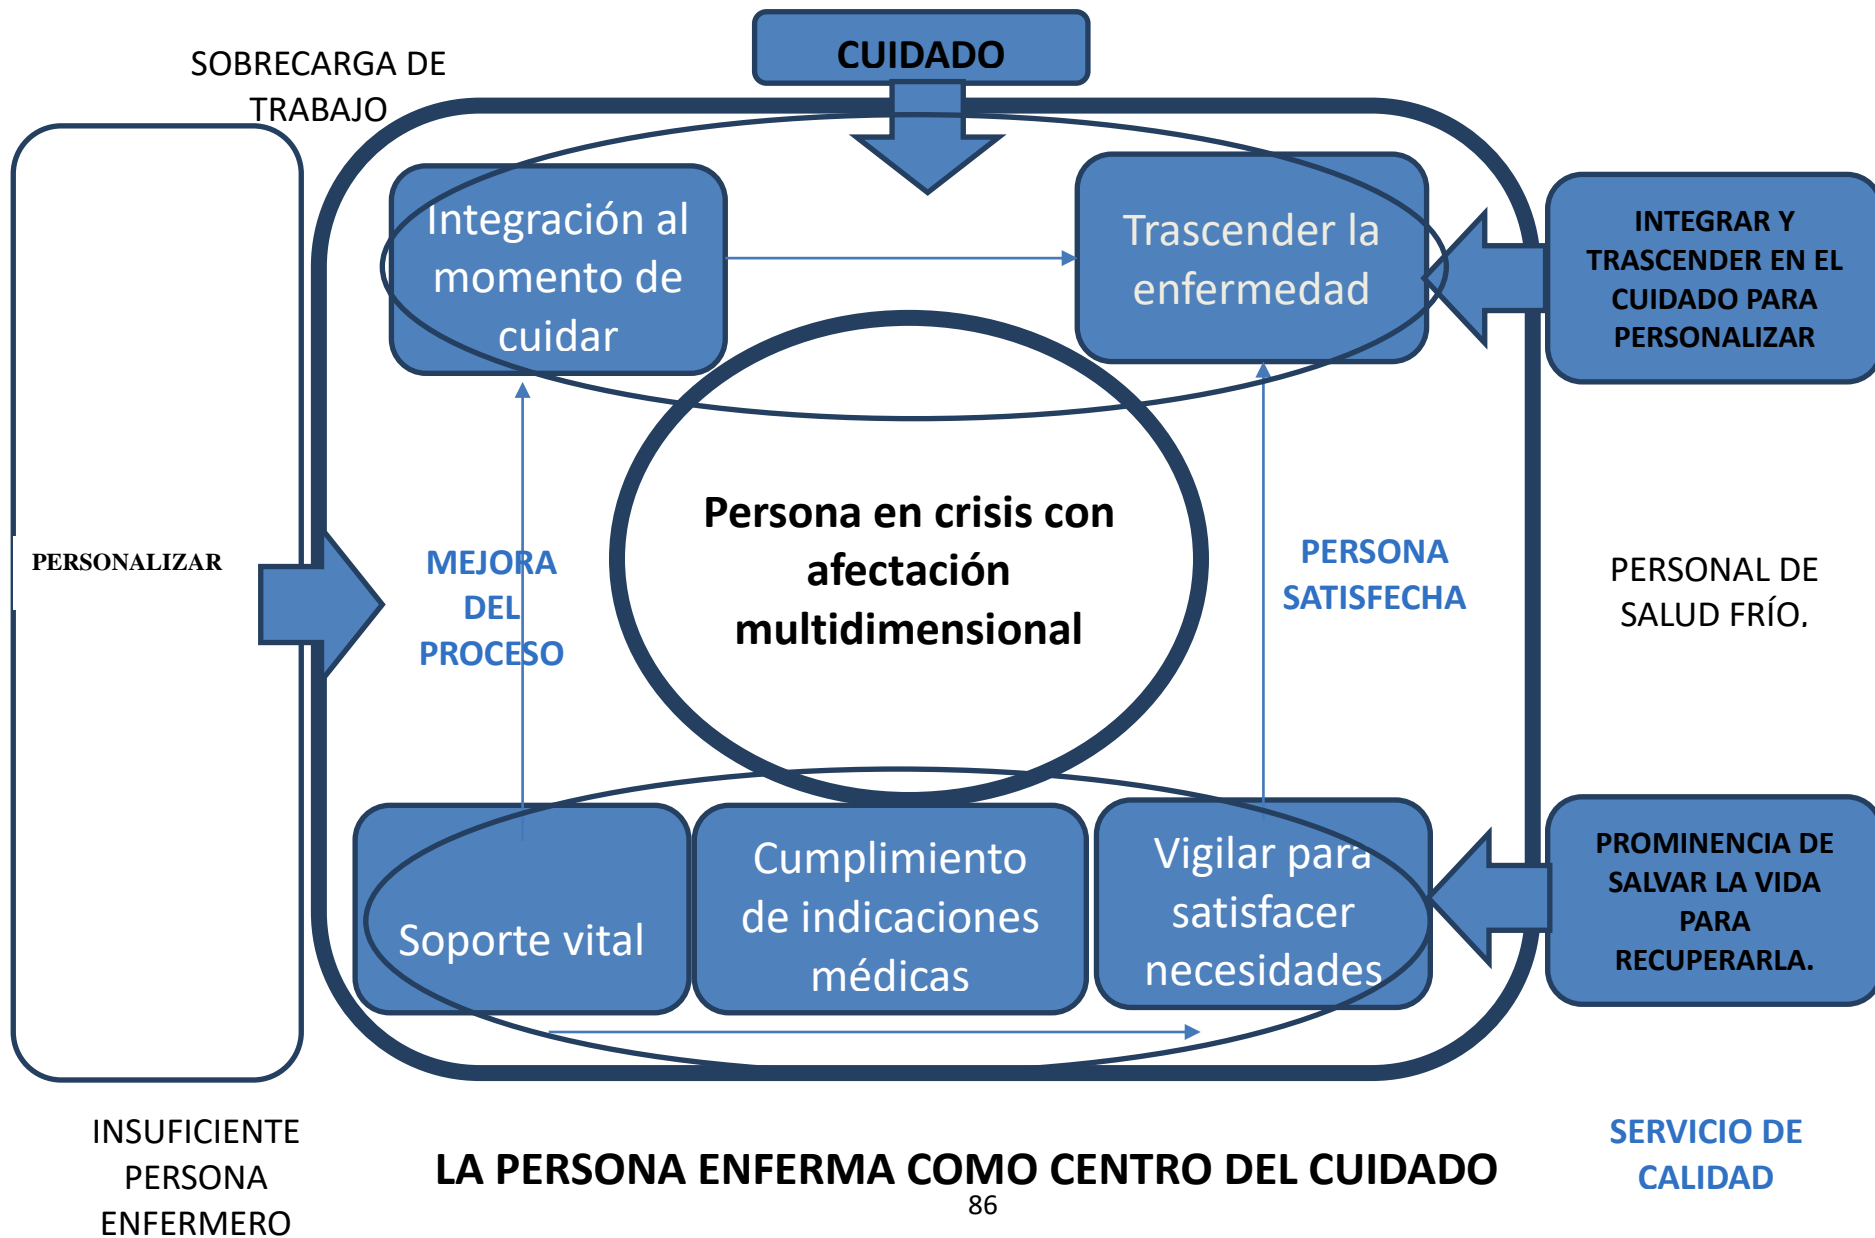 CUIDADO
SOBRECARGA DE
TRABAJO
Integración al
momento de
cuidar
Trascender la
enfermedad
INTEGRAR Y
TRASCENDER EN EL
CUIDADO PARA
PERSONALIZAR
PERSONALIZAR
MEJORA
DEL
PROCESO
Persona en crisis con
afectación
multidimensional
PERSONA
SATISFECHA
PERSONAL DE
SALUD FRÍO.
Soporte vital
Cumplimiento
de indicaciones
médicas
Vigilar para
satisfacer
necesidades
PROMINENCIA DE
SALVAR LA VIDA
PARA
RECUPERARLA.
INSUFICIENTE
PERSONA
ENFERMERO
LA PERSONA ENFERMA COMO CENTRO DEL CUIDADO
SERVICIO DE
CALIDAD
86